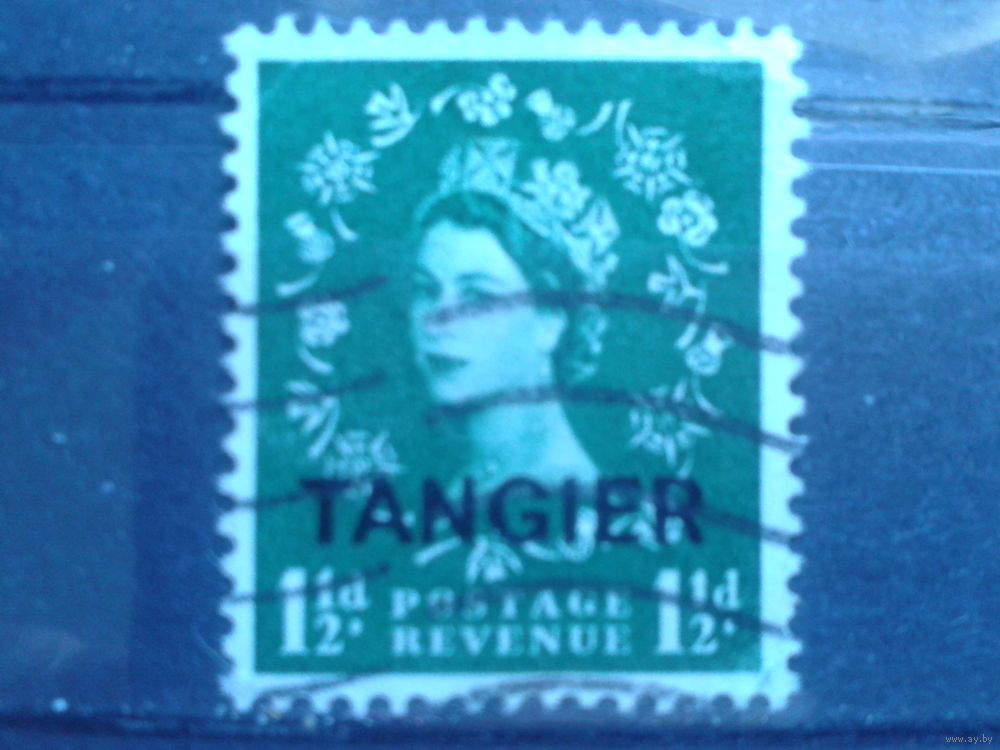 TANGIER
1½d. POSTAGE 1½d.
REVENUE
www.ay.by